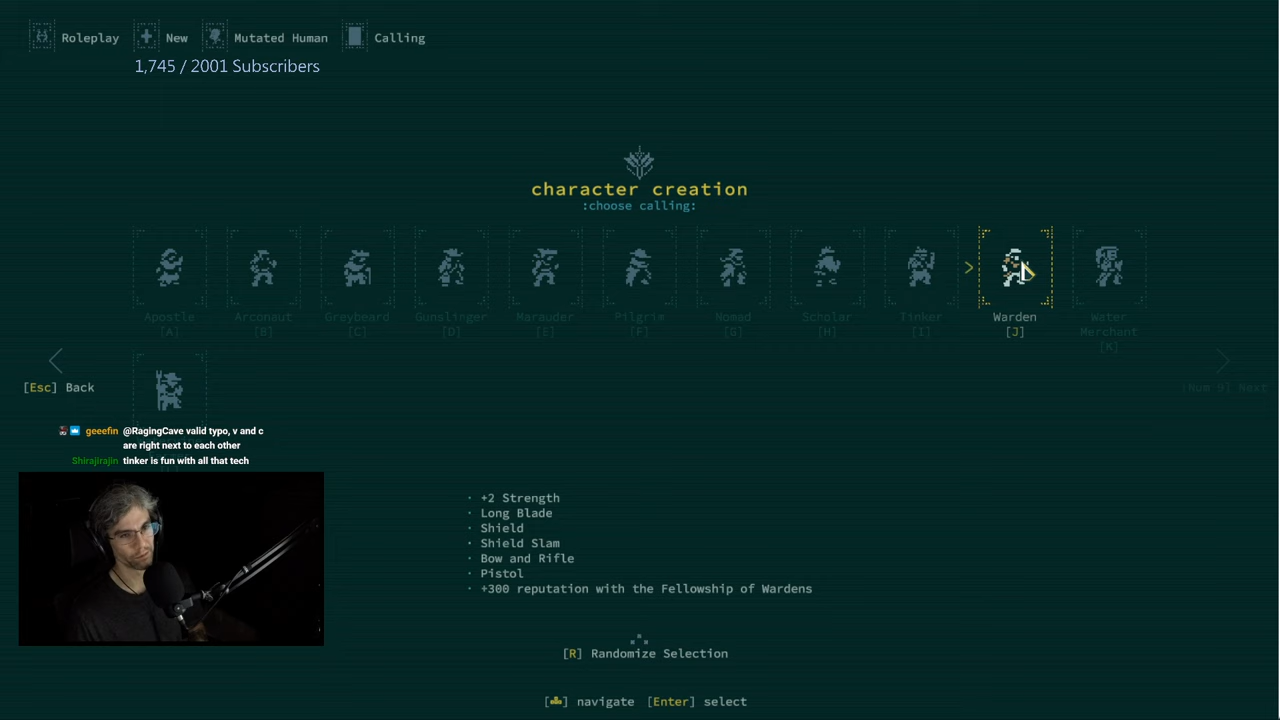 Roleplay New Mutated Human Calling
1,745 / 2001 Subscribers
character creation
:choose calling:
Apostle Arconaut Greybeard Gunslinger Marauder Pilgrim Nomad Scholar Tinker > Warden Water
[A] [B] [C] [D] [E] [F] [G] [H] [I] [J] Merchant
[K]
[Esc] Back
[Num 9] Next
geeefin @RagingCave valid typo, v and c
are right next to each other
Shirajirajin tinker is fun with all that tech
· +2 Strength
· Long Blade
· Shield
· Shield Slam
· Bow and Rifle
· Pistol
· +300 reputation with the Fellowship of Wardens
[R] Randomize Selection
navigate [Enter] select